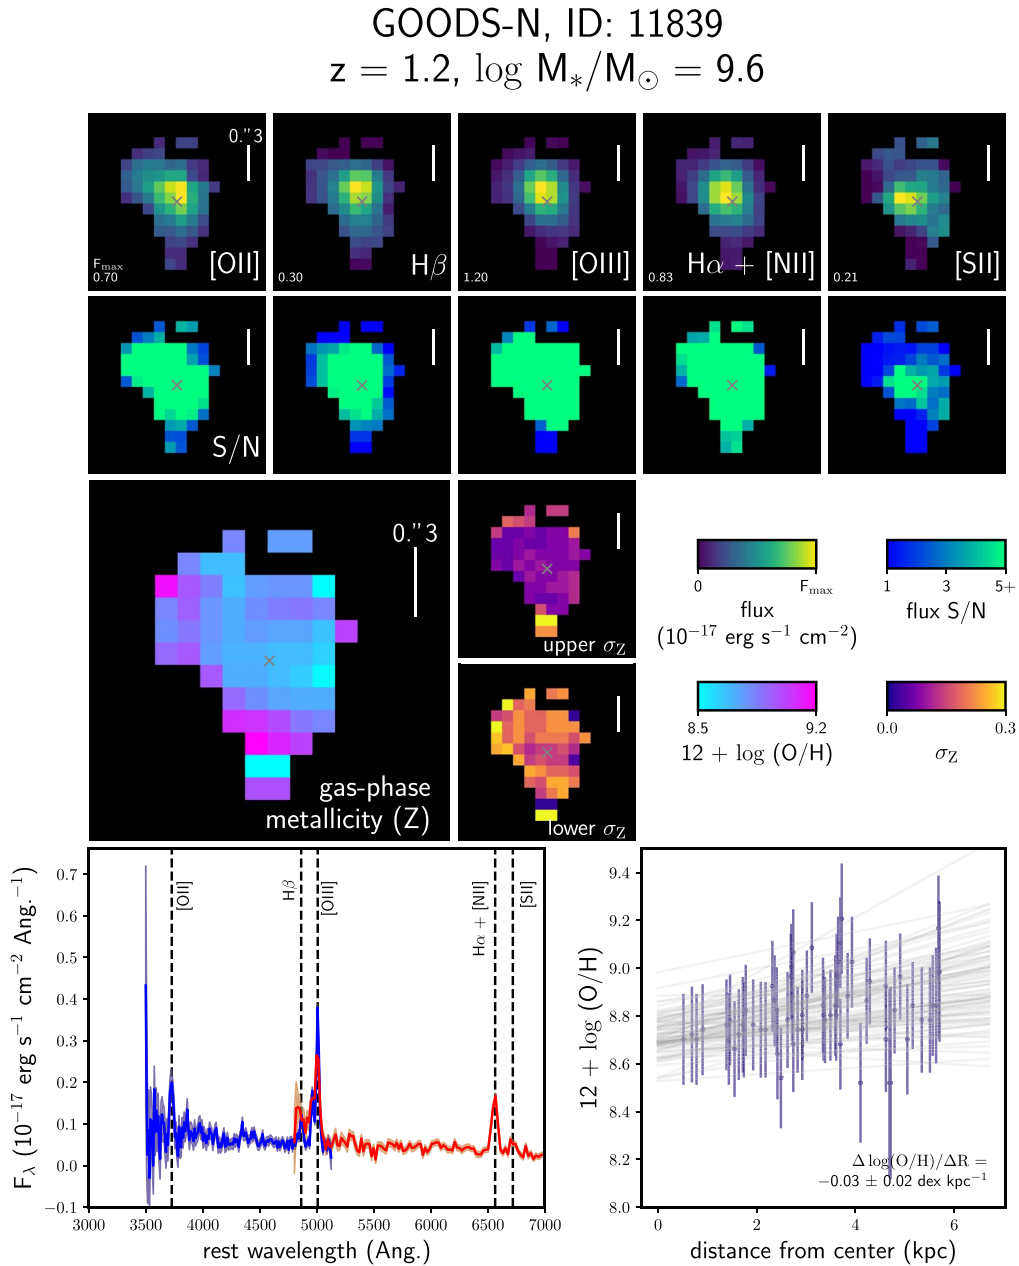 GOODS-N, ID: 11839
z = 1.2, log M∗/M⊙ = 9.6
0."3
Fmax
0.70
[OII]
0.30
Hβ
1.20
[OIII]
0.83
Hα + [NII]
0.21
[SII]
S/N
0."3
gas-phase
metallicity (Z)
upper σZ
lower σZ
0
Fmax
flux
(10⁻¹⁷ erg s⁻¹ cm⁻²)
1
3
5+
flux S/N
8.5
9.2
12 + log (O/H)
0.0
0.3
σZ
Fλ (10⁻¹⁷ erg s⁻¹ cm⁻² Ang.⁻¹)
0.7
0.6
0.5
0.4
0.3
0.2
0.1
0.0
−0.1
[OII]
Hβ
[OIII]
Hα + [NII]
[SII]
3000
3500
4000
4500
5000
5500
6000
6500
7000
rest wavelength (Ang.)
12 + log (O/H)
9.4
9.2
9.0
8.8
8.6
8.4
8.2
8.0
Δ log(O/H)/ΔR =
−0.03 ± 0.02 dex kpc⁻¹
0
2
4
6
distance from center (kpc)